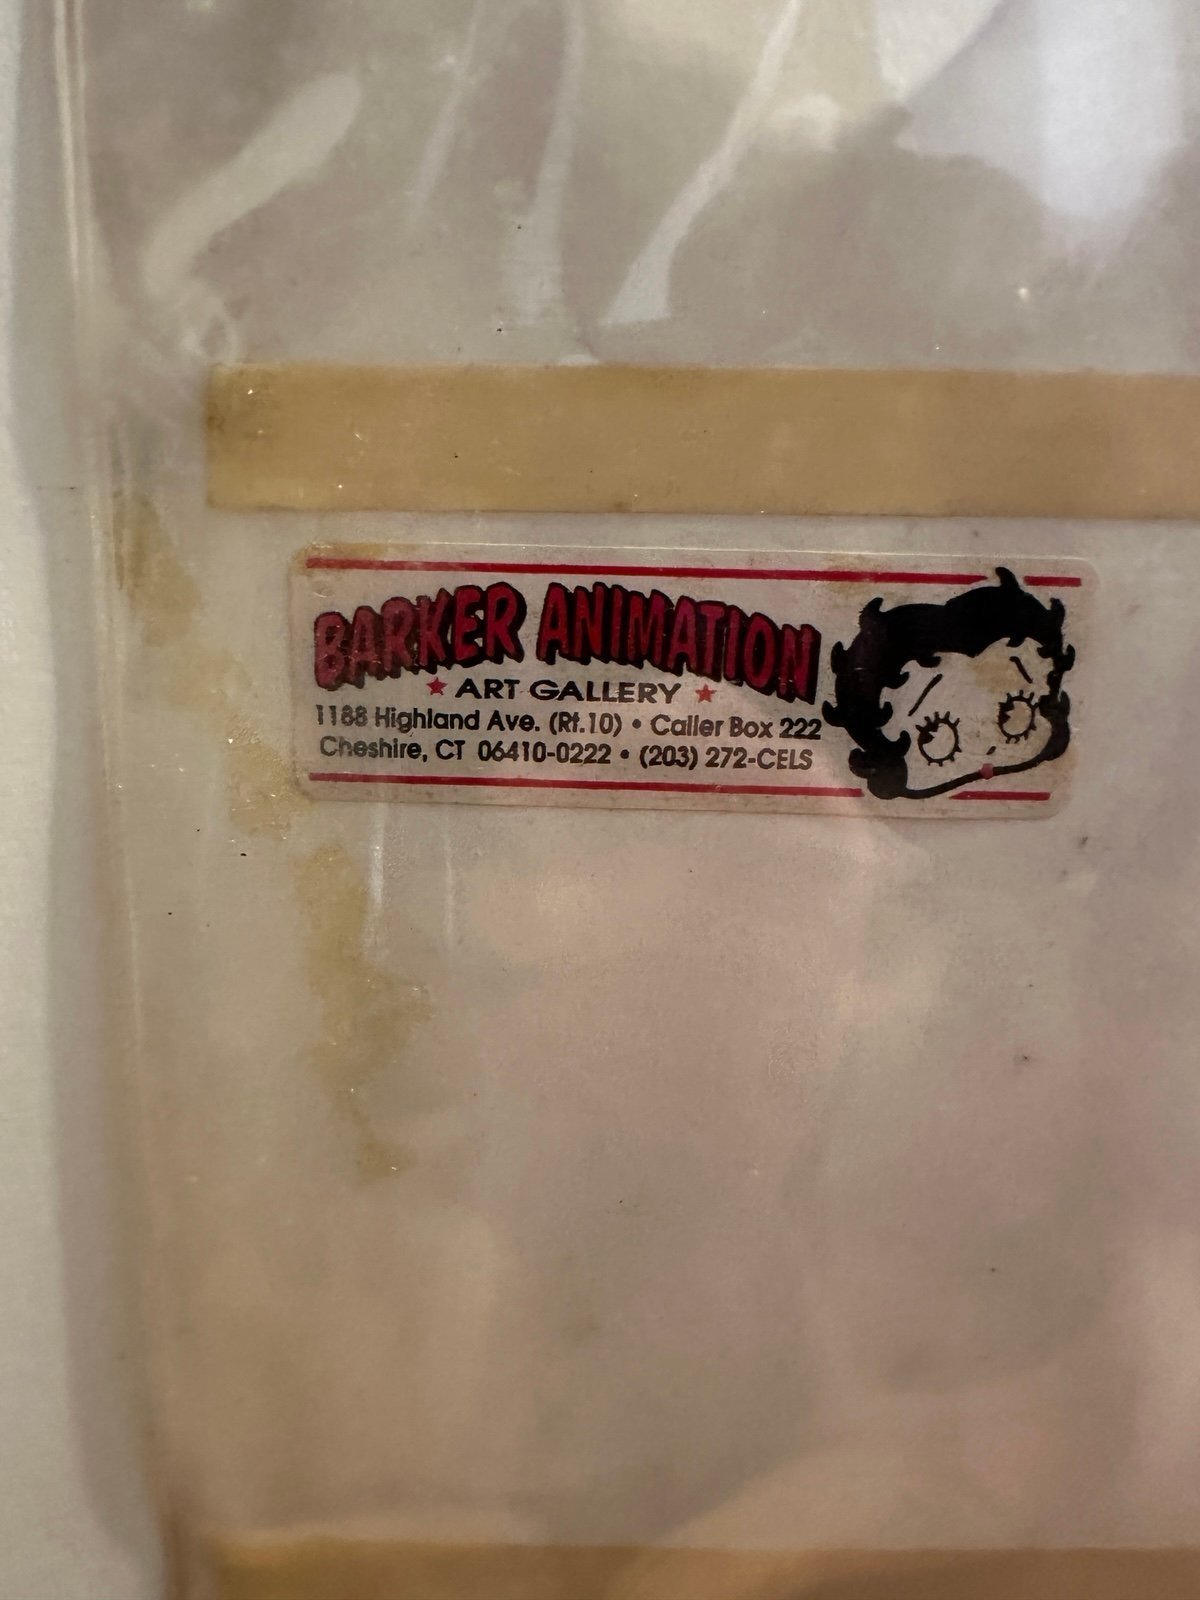 BARKER ANIMATION
★ ART GALLERY ★
1188 Highland Ave. (Rt.10) • Caller Box 222
Cheshire, CT 06410-0222 • (203) 272-CELS